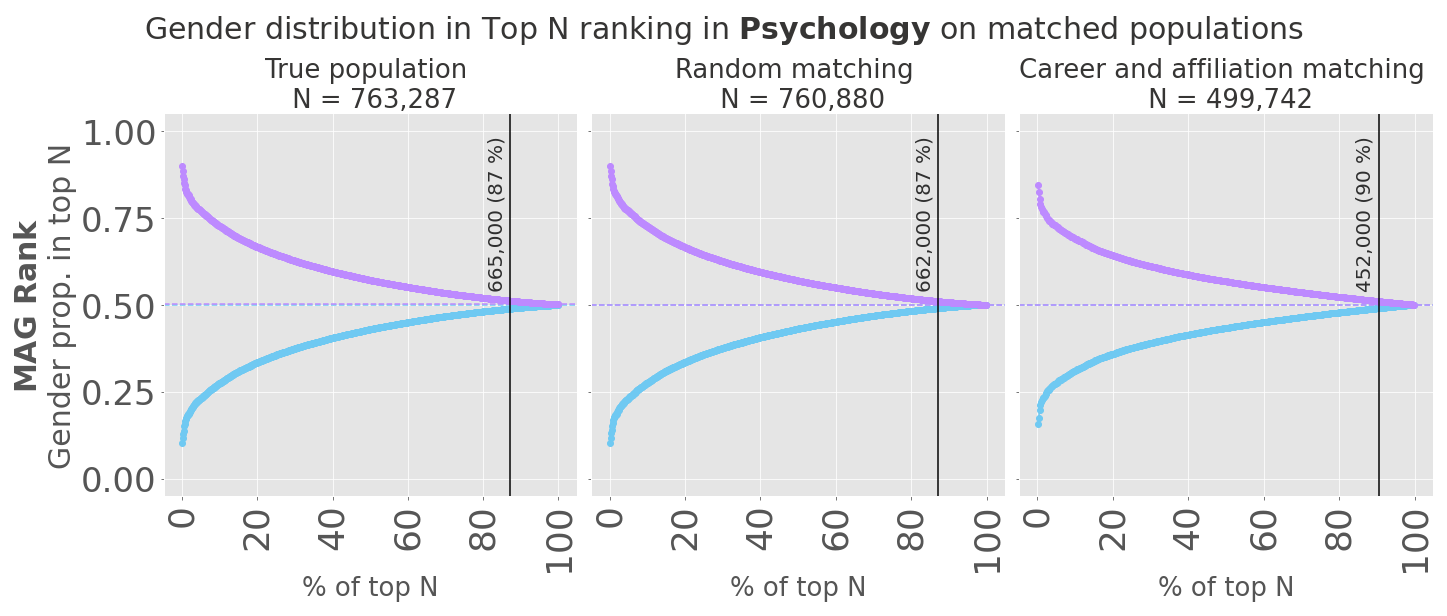 Gender distribution in Top N ranking in Psychology on matched populations
True population
N = 763,287
Random matching
N = 760,880
Career and affiliation matching
N = 499,742
MAG Rank
Gender prop. in top N
1.00
0.75
0.50
0.25
0.00
665,000 (87 %)
662,000 (87 %)
452,000 (90 %)
0 20 40 60 80 100
0 20 40 60 80 100
0 20 40 60 80 100
% of top N
% of top N
% of top N